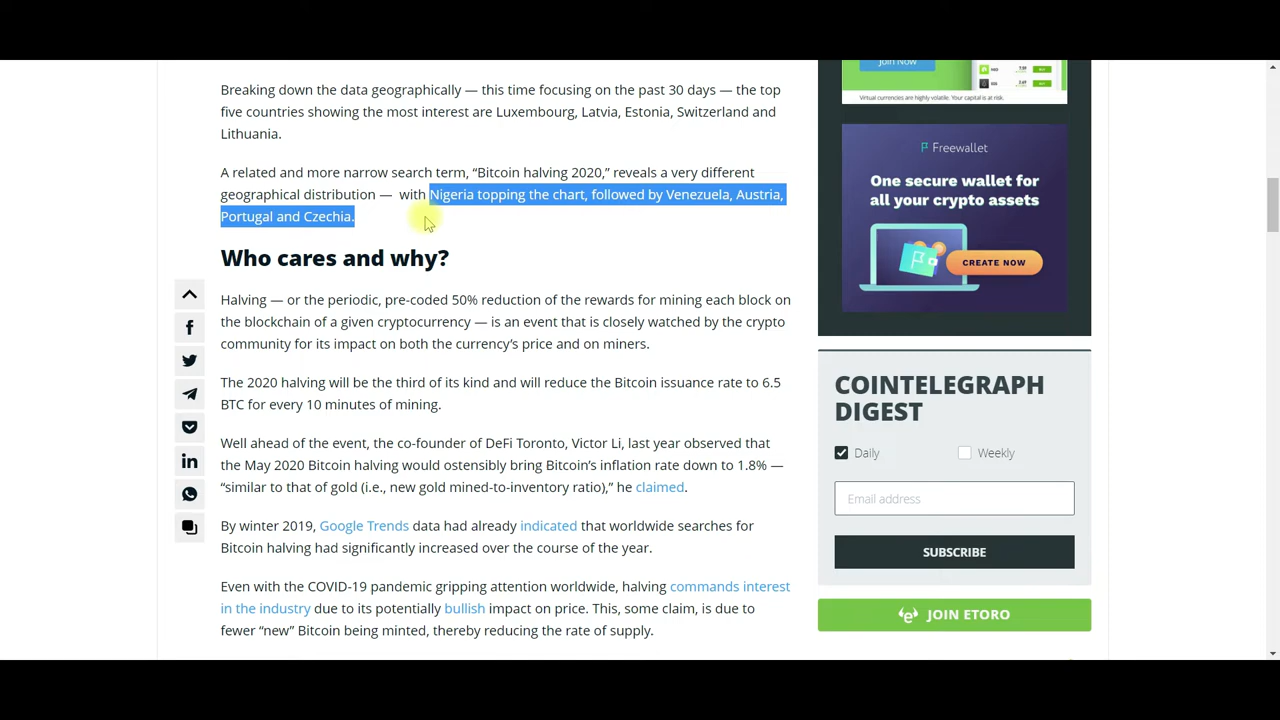 Breaking down the data geographically — this time focusing on the past 30 days — the top
five countries showing the most interest are Luxembourg, Latvia, Estonia, Switzerland and
Lithuania.
A related and more narrow search term, “Bitcoin halving 2020,” reveals a very different
geographical distribution — with Nigeria topping the chart, followed by Venezuela, Austria,
Portugal and Czechia.
Who cares and why?
Halving — or the periodic, pre-coded 50% reduction of the rewards for mining each block on
the blockchain of a given cryptocurrency — is an event that is closely watched by the crypto
community for its impact on both the currency’s price and on miners.
The 2020 halving will be the third of its kind and will reduce the Bitcoin issuance rate to 6.5
BTC for every 10 minutes of mining.
Well ahead of the event, the co-founder of DeFi Toronto, Victor Li, last year observed that
the May 2020 Bitcoin halving would ostensibly bring Bitcoin’s inflation rate down to 1.8% —
“similar to that of gold (i.e., new gold mined-to-inventory ratio),” he claimed.
By winter 2019, Google Trends data had already indicated that worldwide searches for
Bitcoin halving had significantly increased over the course of the year.
Even with the COVID-19 pandemic gripping attention worldwide, halving commands interest
in the industry due to its potentially bullish impact on price. This, some claim, is due to
fewer “new” Bitcoin being minted, thereby reducing the rate of supply.
Join Now
Virtual currencies are highly volatile. Your capital is at risk.
Freewallet
One secure wallet for
all your crypto assets
CREATE NOW
COINTELEGRAPH
DIGEST
Daily
Weekly
Email address
SUBSCRIBE
JOIN ETORO